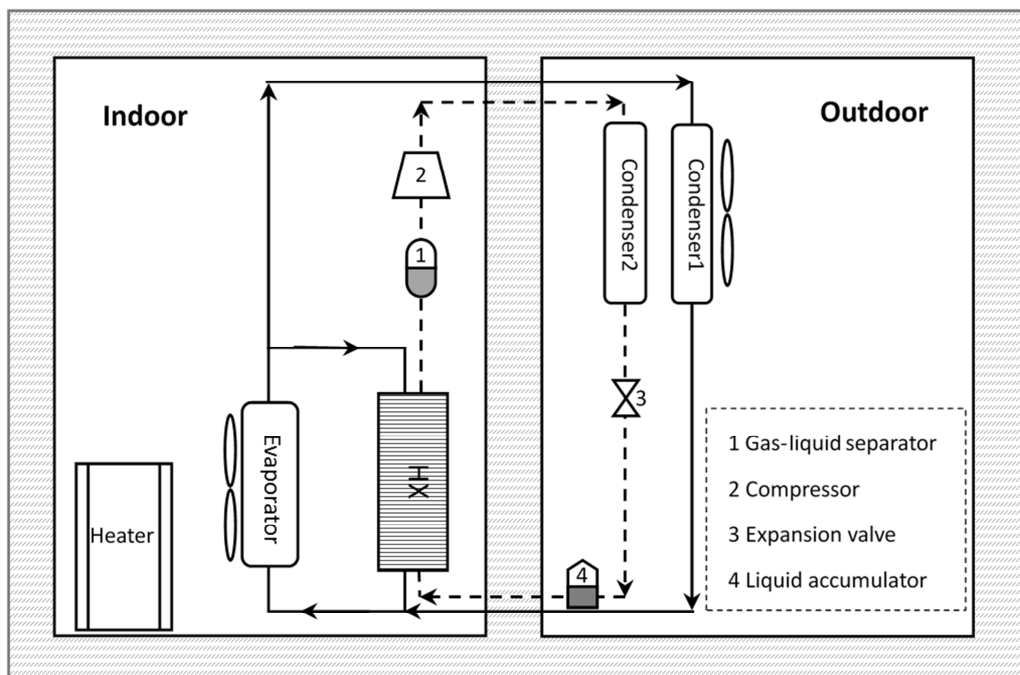 Indoor
Outdoor
2
1
Condenser2
Condenser1
3
Evaporator
HX
Heater
4
1 Gas-liquid separator
2 Compressor
3 Expansion valve
4 Liquid accumulator